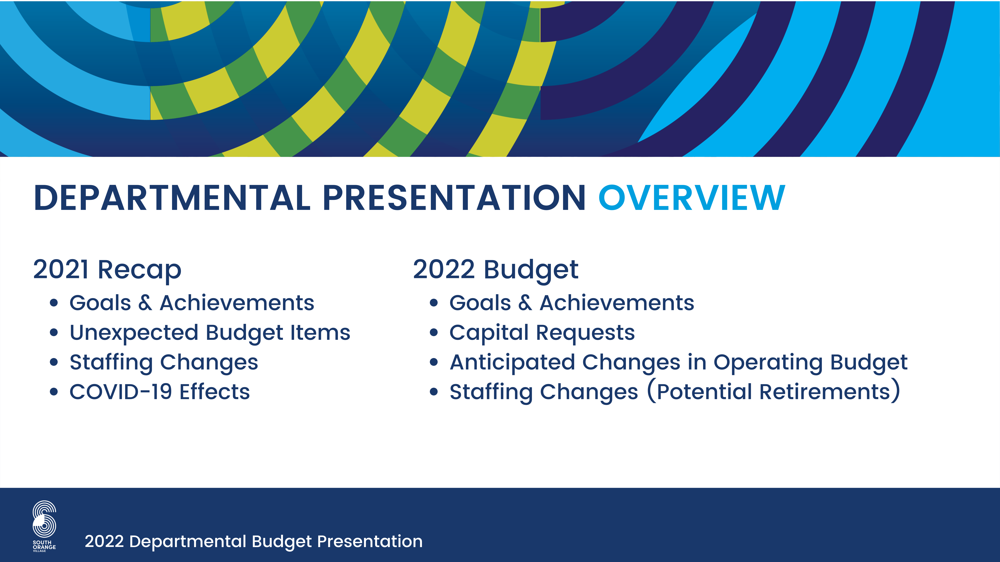 DEPARTMENTAL PRESENTATION OVERVIEW
2021 Recap
• Goals & Achievements
• Unexpected Budget Items
• Staffing Changes
• COVID-19 Effects
2022 Budget
• Goals & Achievements
• Capital Requests
• Anticipated Changes in Operating Budget
• Staffing Changes (Potential Retirements)
SOUTH
ORANGE
VILLAGE
2022 Departmental Budget Presentation